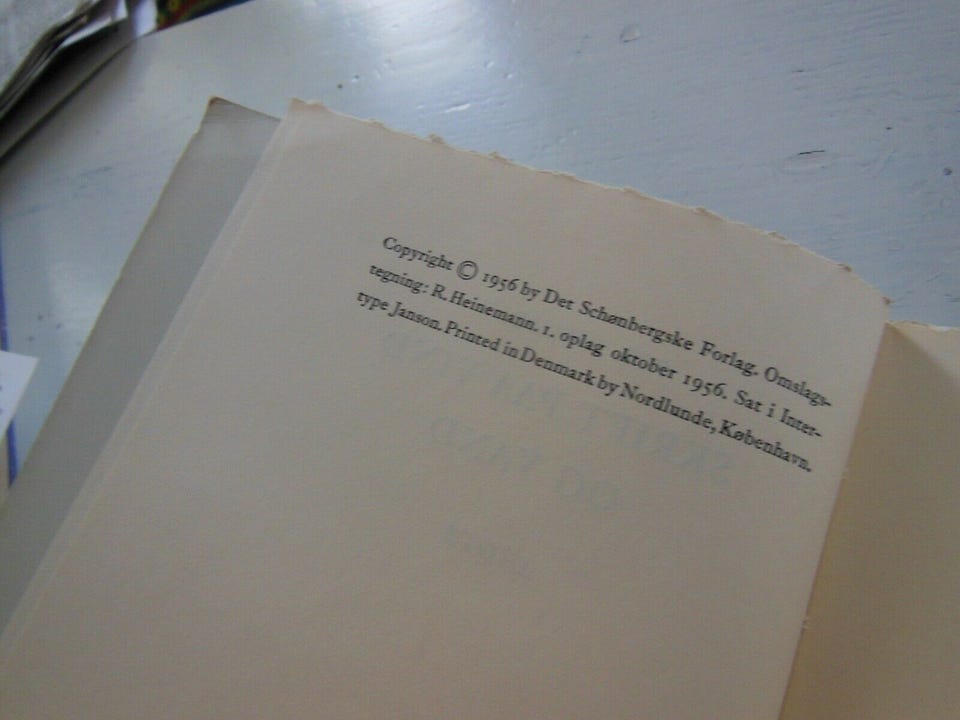 Copyright © 1956 by Det Schønbergske Forlag. Omslags-
tegning: R. Heinemann. 1. oplag oktober 1956. Sat i Inter-
type Janson. Printed in Denmark by Nordlunde, København.